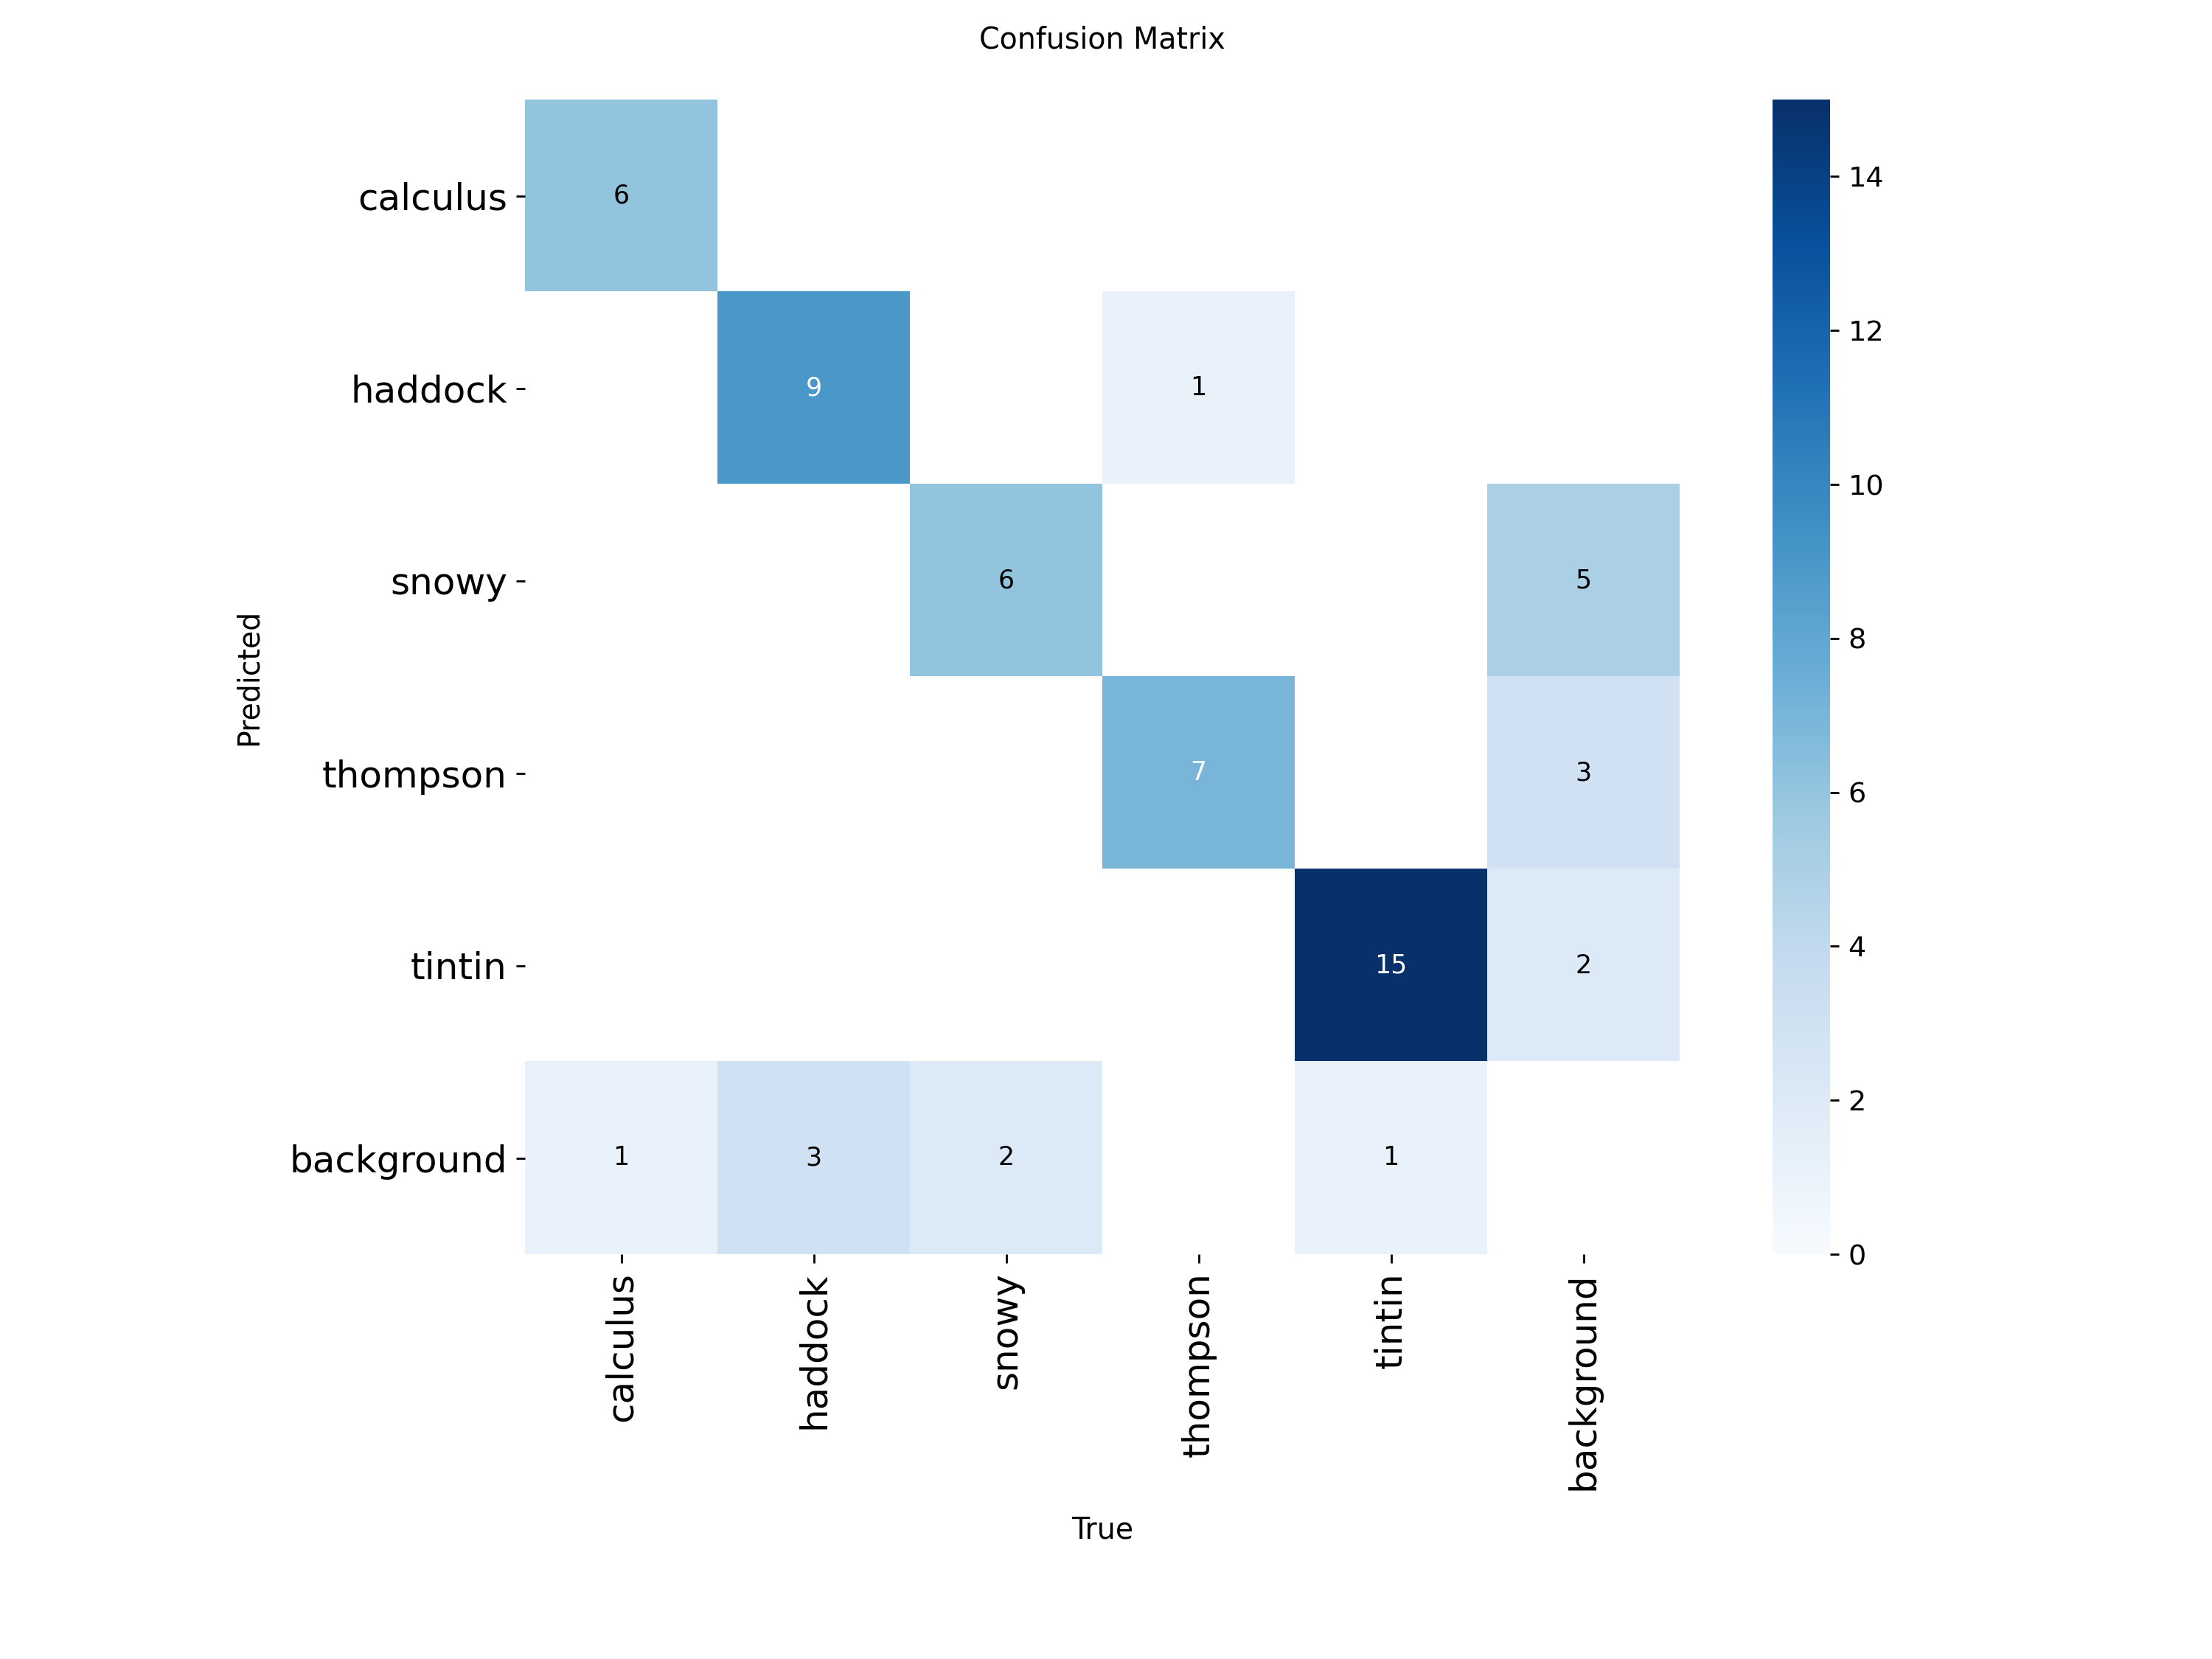 Confusion Matrix
calculus
6
haddock
9
1
snowy
6
5
thompson
7
3
tintin
15
2
background
1
3
2
1
calculus
haddock
snowy
thompson
tintin
background
Predicted
True
14
12
10
8
6
4
2
0